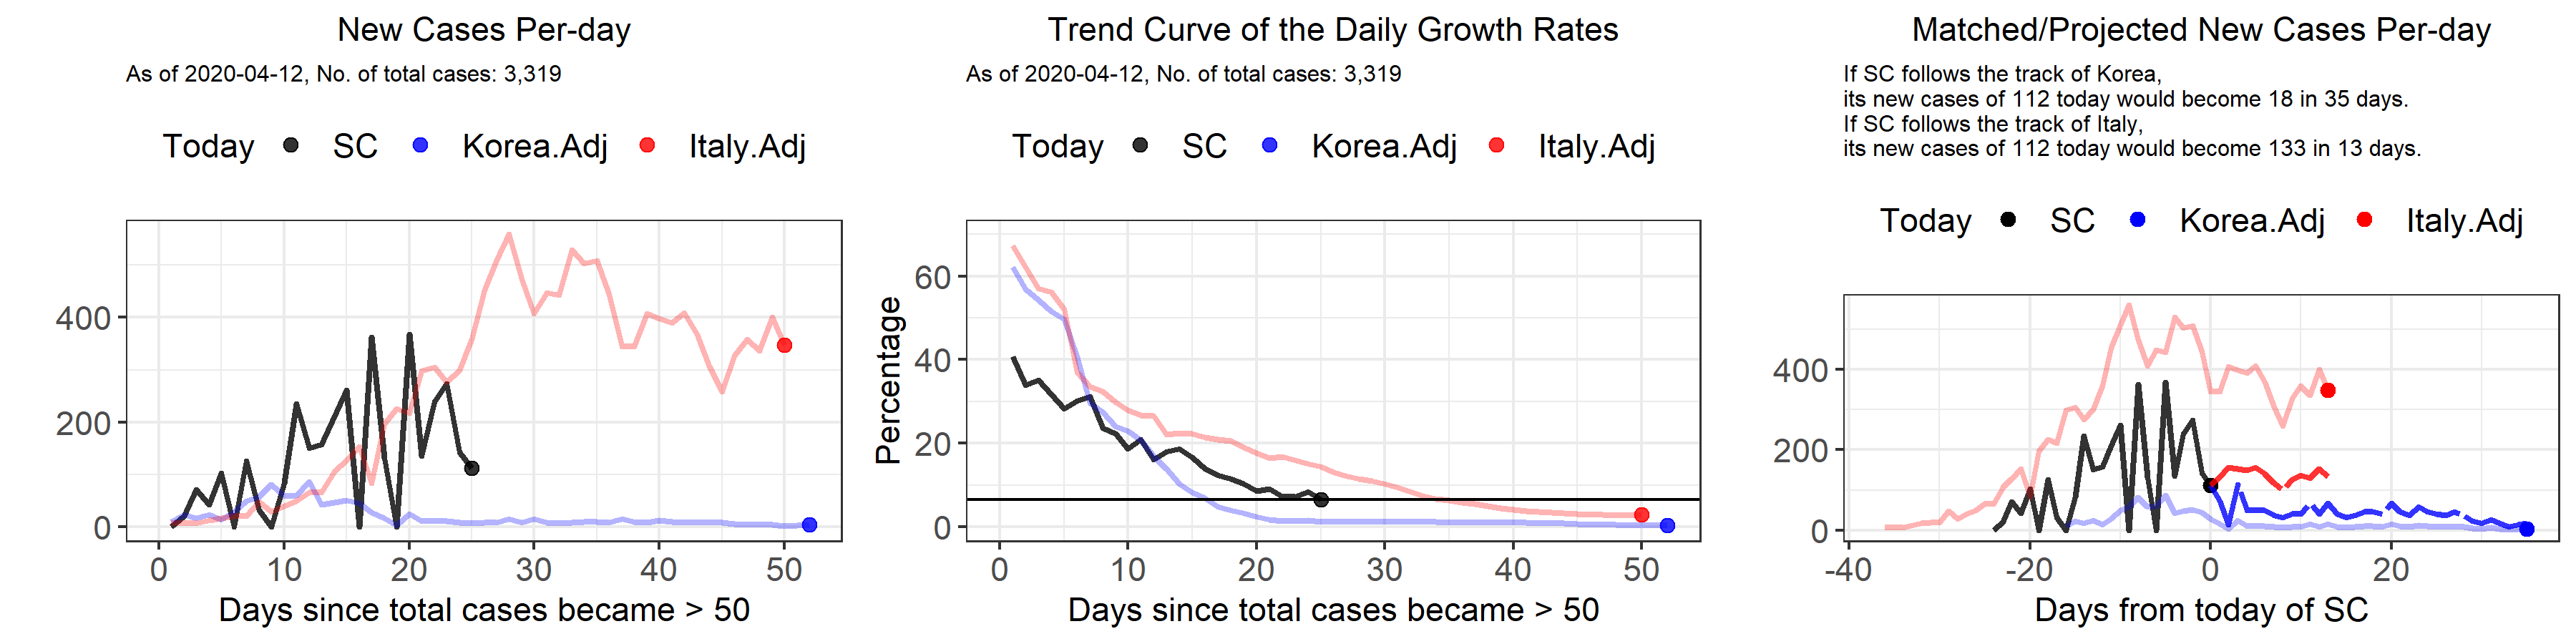 New Cases Per-day
As of 2020-04-12, No. of total cases: 3,319
Today SC Korea.Adj Italy.Adj
400
200
0
0 10 20 30 40 50
Days since total cases became > 50
Trend Curve of the Daily Growth Rates
As of 2020-04-12, No. of total cases: 3,319
Today SC Korea.Adj Italy.Adj
Percentage
60
40
20
0
0 10 20 30 40 50
Days since total cases became > 50
Matched/Projected New Cases Per-day
If SC follows the track of Korea,
its new cases of 112 today would become 18 in 35 days.
If SC follows the track of Italy,
its new cases of 112 today would become 133 in 13 days.
Today SC Korea.Adj Italy.Adj
400
200
0
-40 -20 0 20
Days from today of SC